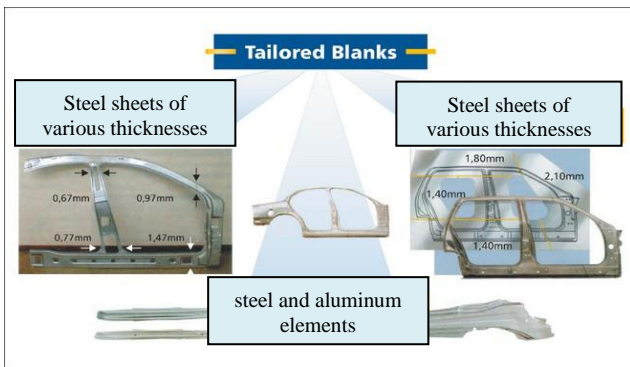 Tailored Blanks
Steel sheets of
various thicknesses
Steel sheets of
various thicknesses
0,67mm
0,97mm
0,77mm
1,47mm
1,80mm
2,10mm
1,40mm
1,40mm
steel and aluminum
elements